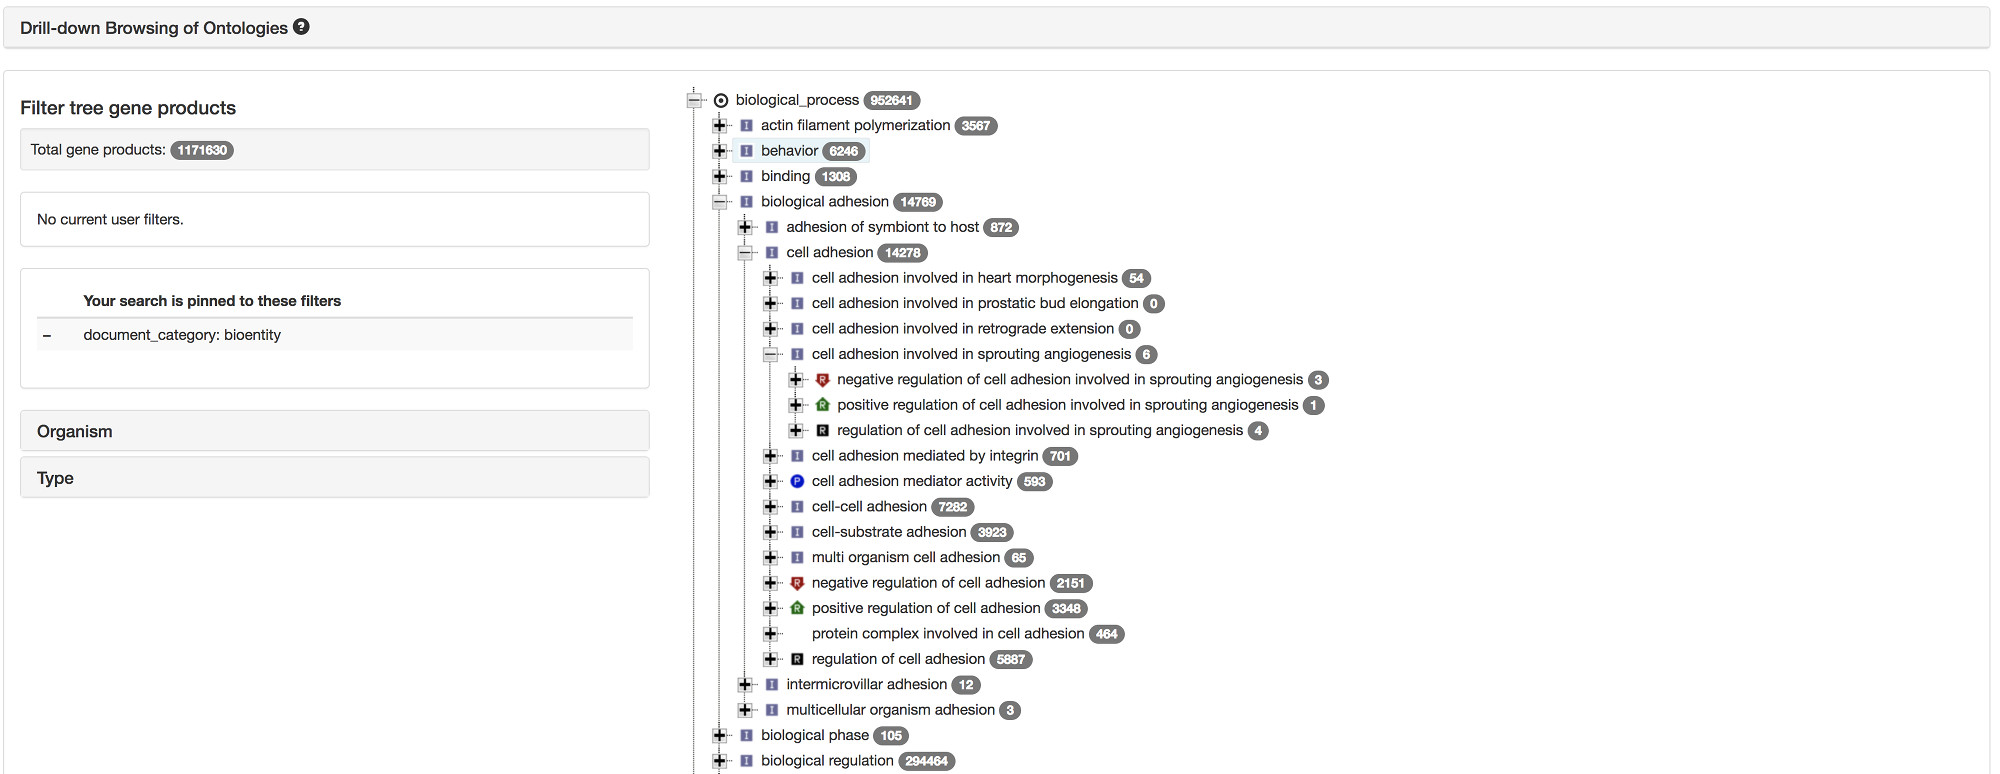 Drill-down Browsing of Ontologies ?
Filter tree gene products
Total gene products: 1171630
No current user filters.
Your search is pinned to these filters
– document_category: bioentity
Organism
Type
biological_process 952641
I actin filament polymerization 3567
I behavior 6246
I binding 1308
I biological adhesion 14769
I adhesion of symbiont to host 872
I cell adhesion 14278
I cell adhesion involved in heart morphogenesis 54
I cell adhesion involved in prostatic bud elongation 0
I cell adhesion involved in retrograde extension 0
I cell adhesion involved in sprouting angiogenesis 6
R negative regulation of cell adhesion involved in sprouting angiogenesis 3
R positive regulation of cell adhesion involved in sprouting angiogenesis 1
R regulation of cell adhesion involved in sprouting angiogenesis 4
I cell adhesion mediated by integrin 701
P cell adhesion mediator activity 593
I cell-cell adhesion 7282
I cell-substrate adhesion 3923
I multi organism cell adhesion 65
R negative regulation of cell adhesion 2151
R positive regulation of cell adhesion 3348
protein complex involved in cell adhesion 464
R regulation of cell adhesion 5887
I intermicrovillar adhesion 12
I multicellular organism adhesion 3
I biological phase 105
I biological regulation 294464